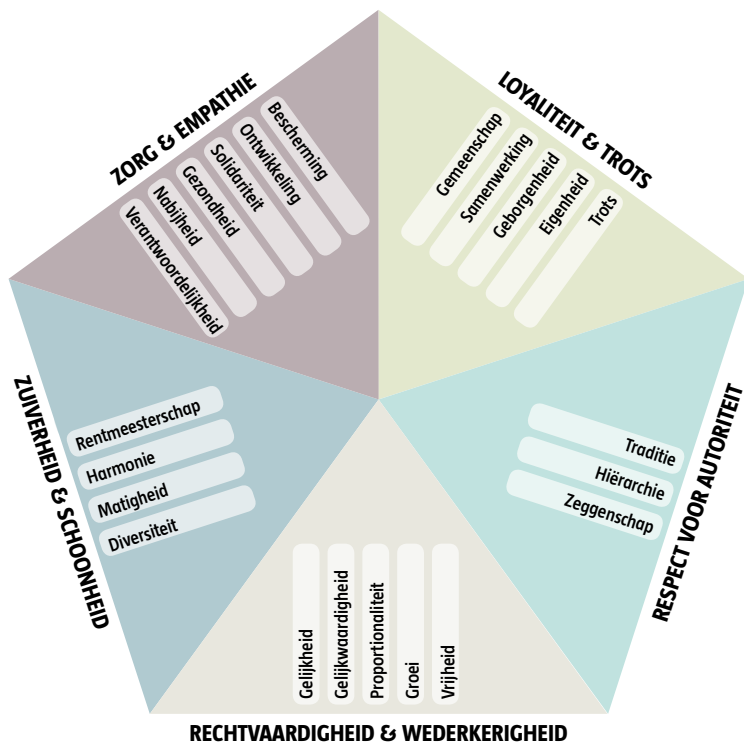 ZORG & EMPATHIE
Verantwoordelijkheid
Nabijheid
Gezondheid
Solidariteit
Ontwikkeling
Bescherming
LOYALITEIT & TROTS
Gemeenschap
Samenwerking
Geborgenheid
Eigenheid
Trots
RESPECT VOOR AUTORITEIT
Traditie
Hiërarchie
Zeggenschap
RECHTVAARDIGHEID & WEDERKERIGHEID
Gelijkheid
Gelijkwaardigheid
Proportionaliteit
Groei
Vrijheid
ZUIVERHEID & SCHOONHEID
Rentmeesterschap
Harmonie
Matigheid
Diversiteit